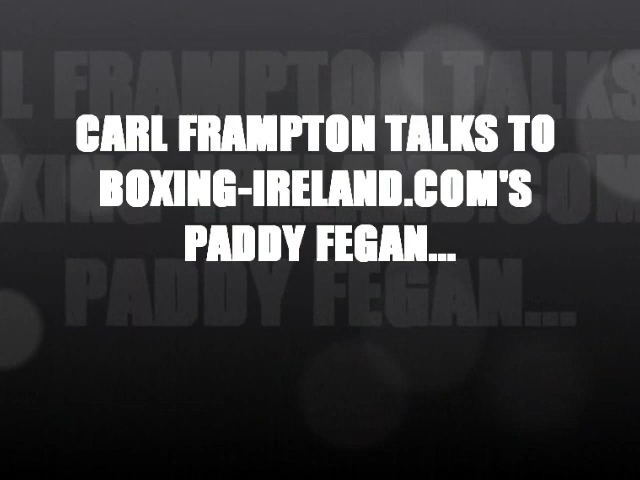 CARL FRAMPTON TALKS TO
BOXING-IRELAND.COM'S
PADDY FEGAN...